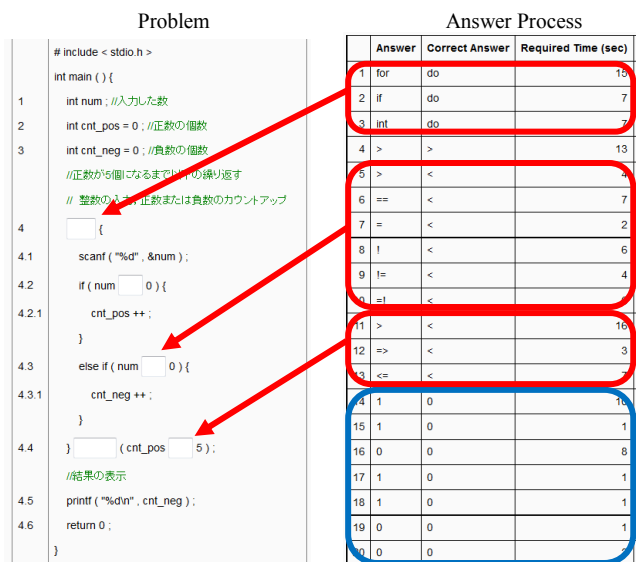 Problem
# include < stdio.h >
int main ( ) {
1 int num ; //入力した数
2 int cnt_pos = 0 ; //正数の個数
3 int cnt_neg = 0 ; //負数の個数
//正数が5個になるまで以下の繰り返す
// 整数の入力, 正数または負数のカウントアップ
4 {
4.1 scanf ( "%d" , &num ) ;
4.2 if ( num 0 ) {
4.2.1 cnt_pos ++ ;
}
4.3 else if ( num 0 ) {
4.3.1 cnt_neg ++ ;
}
4.4 } ( cnt_pos 5 ) ;
//結果の表示
4.5 printf ( "%d\n" , cnt_neg ) ;
4.6 return 0 ;
}
Answer Process
Answer Correct Answer Required Time (sec)
1 for do 15
2 if do 7
3 int do 7
4 > > 13
5 > < 4
6 == < 7
7 = < 2
8 ! < 6
9 != < 4
=! <
11 > < 16
12 => < 3
13 <= < 7
14 1 0
15 1 0 1
16 0 0 8
17 1 0 1
18 1 0 1
19 0 0 1
20 0 0